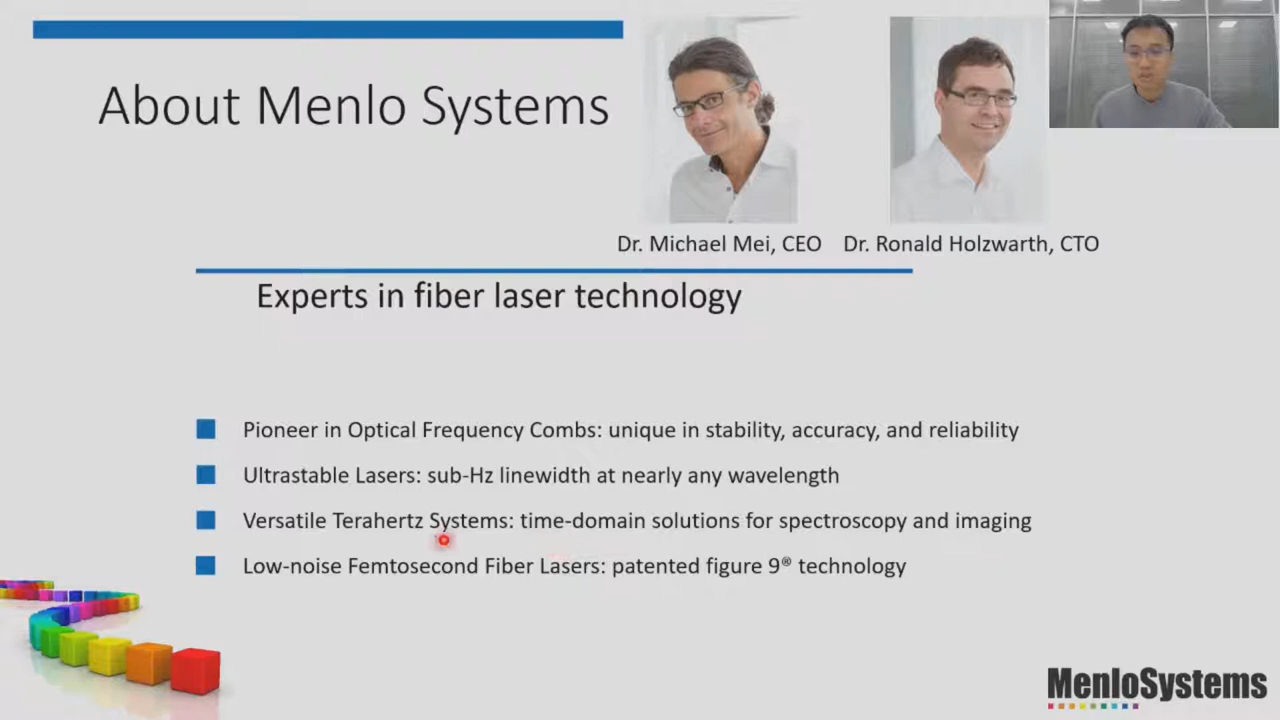 About Menlo Systems
Dr. Michael Mei, CEO
Dr. Ronald Holzwarth, CTO
Experts in fiber laser technology
Pioneer in Optical Frequency Combs: unique in stability, accuracy, and reliability
Ultrastable Lasers: sub-Hz linewidth at nearly any wavelength
Versatile Terahertz Systems: time-domain solutions for spectroscopy and imaging
Low-noise Femtosecond Fiber Lasers: patented figure 9® technology
MenloSystems